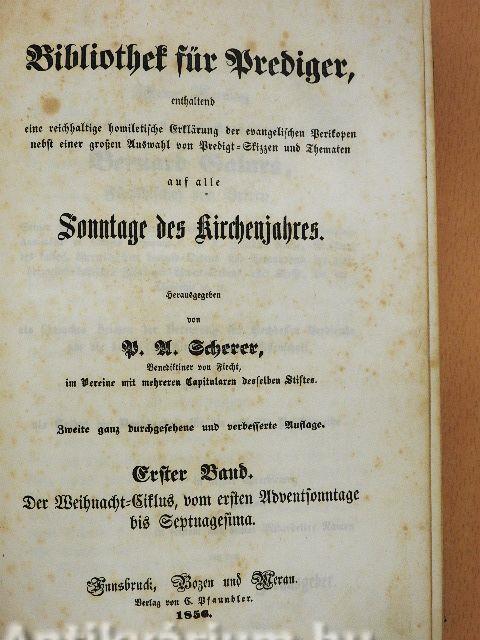 Bibliothek für Prediger,
enthaltend
eine reichhaltige homiletische Erklärung der evangelischen Perikopen
nebst einer großen Auswahl von Predigt-Skizzen und Thematen
auf alle
Sonntage des Kirchenjahres.
Herausgegeben
von
P. A. Scherer,
Benediktiner von Fiecht,
im Vereine mit mehreren Capitularen desselben Stiftes.
Zweite ganz durchgesehene und verbesserte Auflage.
Erster Band.
Der Weihnacht-Ciklus, vom ersten Adventsonntage
bis Septuagesima.
Innsbruck, Bozen und Meran.
Verlag von C. Pfaundler.
1856.
Antikvarium.hu